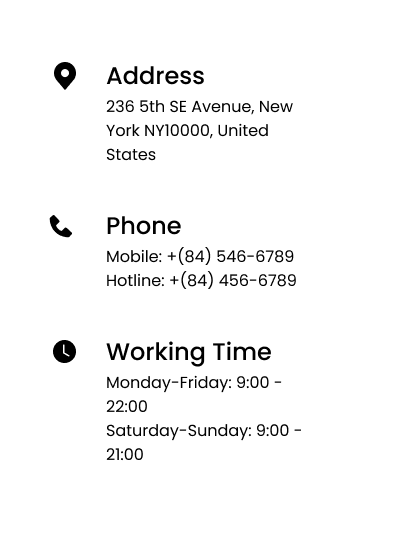 Address
236 5th SE Avenue, New
York NY10000, United
States
Phone
Mobile: +(84) 546-6789
Hotline: +(84) 456-6789
Working Time
Monday-Friday: 9:00 -
22:00
Saturday-Sunday: 9:00 -
21:00